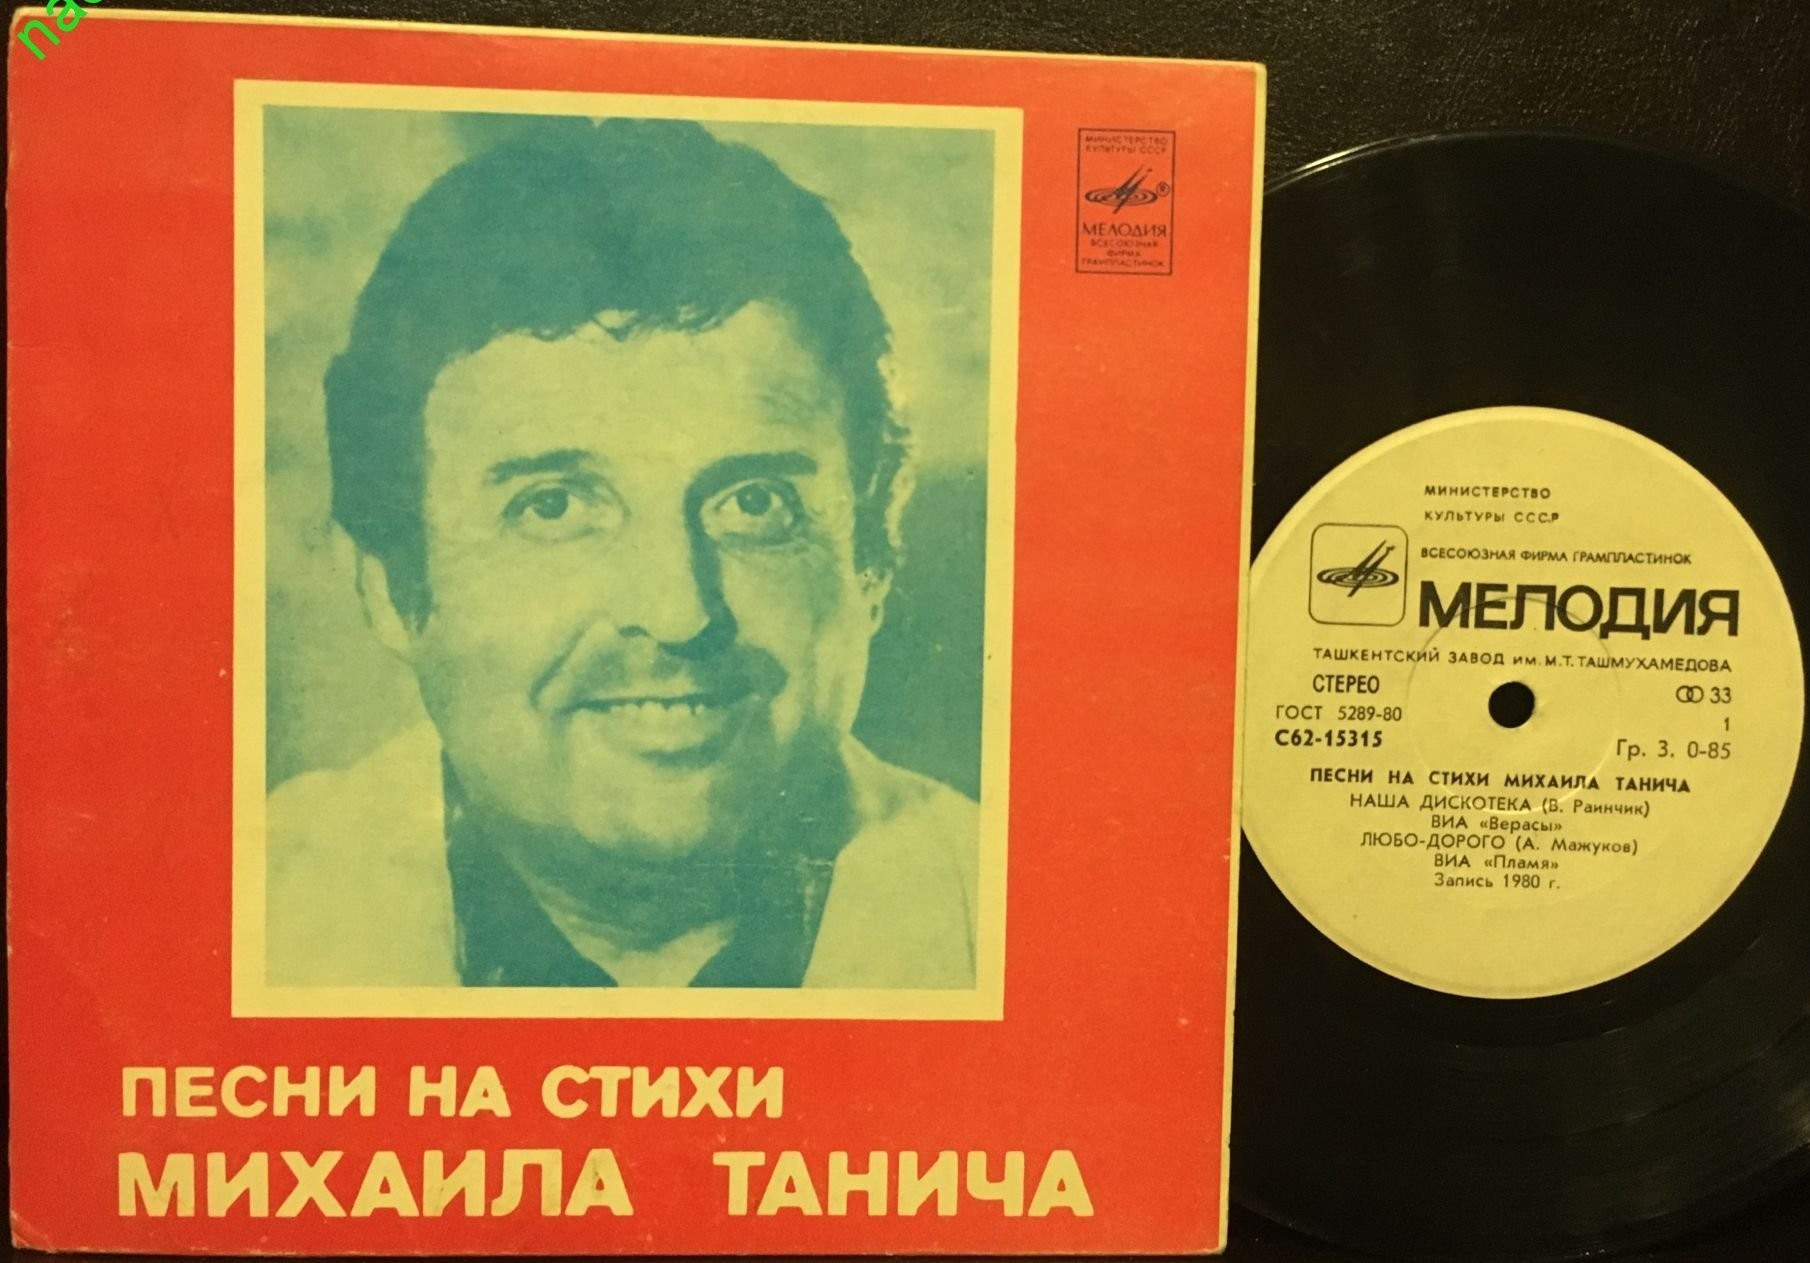 МИНИСТЕРСТВО
КУЛЬТУРЫ СССР
МЕЛОДИЯ
ВСЕСОЮЗНАЯ
ФИРМА
ГРАМПЛАСТИНОК
ПЕСНИ НА СТИХИ
МИХАИЛА ТАНИЧА
МИНИСТЕРСТВО
КУЛЬТУРЫ СССР
ВСЕСОЮЗНАЯ ФИРМА ГРАМПЛАСТИНОК
МЕЛОДИЯ
ТАШКЕНТСКИЙ ЗАВОД ИМ. М.Т. ТАШМУХАМЕДОВА
СТЕРЕО 33
ГОСТ 5289-80 1
С62-15315 Гр. 3. 0-85
ПЕСНИ НА СТИХИ МИХАИЛА ТАНИЧА
НАША ДИСКОТЕКА (В. Раинчик)
ВИА «Верасы»
ЛЮБО-ДОРОГО (А. Мажуков)
ВИА «Пламя»
Запись 1980 г.